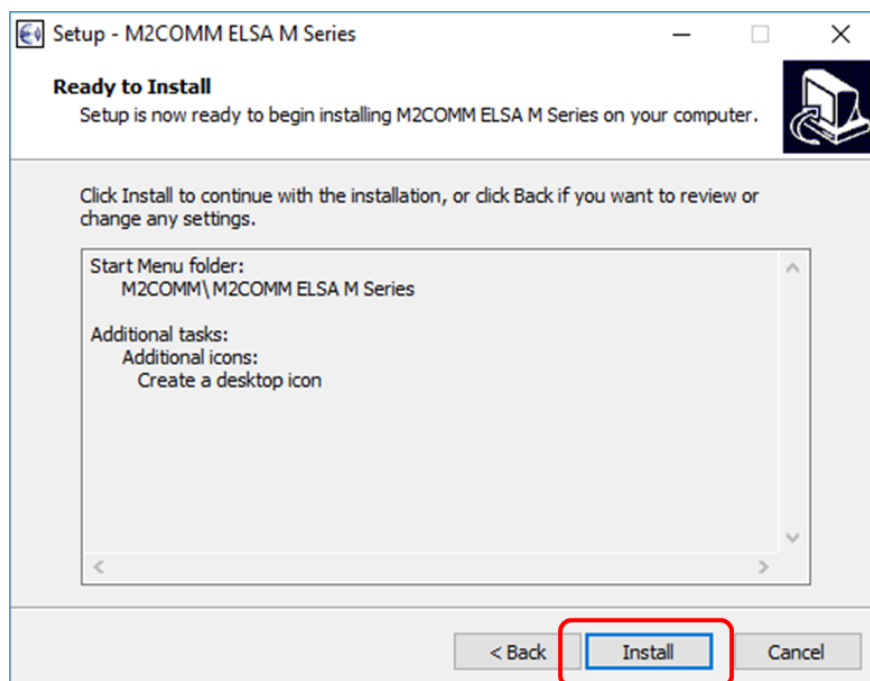 Setup - M2COMM ELSA M Series
Ready to Install
Setup is now ready to begin installing M2COMM ELSA M Series on your computer.
Click Install to continue with the installation, or click Back if you want to review or
change any settings.
Start Menu folder:
M2COMM\M2COMM ELSA M Series
Additional tasks:
Additional icons:
Create a desktop icon
< Back
Install
Cancel